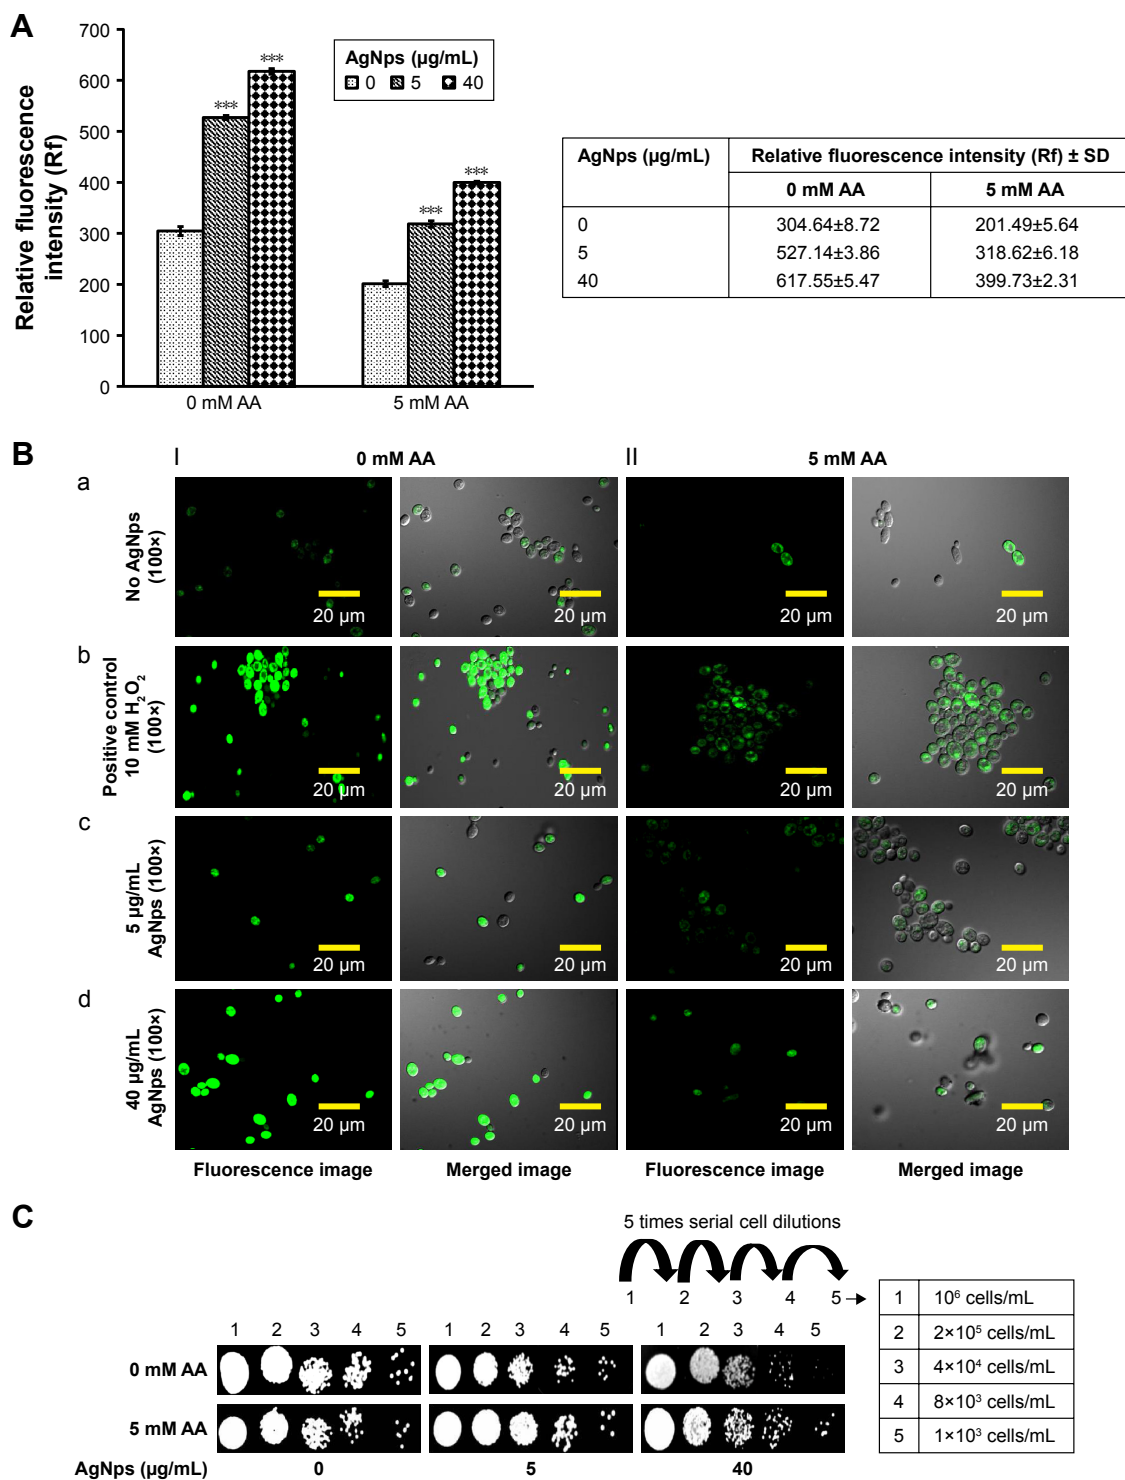 A
700
600
500
400
300
200
100
0
Relative fluorescence
intensity (Rf)
AgNps (µg/mL)
0 5 40
***
***
***
***
0 mM AA
5 mM AA
AgNps (µg/mL) Relative fluorescence intensity (Rf) ± SD
0 mM AA 5 mM AA
0 304.64±8.72 201.49±5.64
5 527.14±3.86 318.62±6.18
40 617.55±5.47 399.73±2.31
B
I 0 mM AA II 5 mM AA
a
No AgNps
(100×)
20 µm 20 µm 20 µm 20 µm
b
Positive control
10 mM H₂O₂
(100×)
20 µm 20 µm 20 µm 20 µm
c
5 µg/mL
AgNps (100×)
20 µm 20 µm 20 µm 20 µm
d
40 µg/mL
AgNps (100×)
20 µm 20 µm 20 µm 20 µm
Fluorescence image Merged image Fluorescence image Merged image
C
5 times serial cell dilutions
1 2 3 4 5
1 2 3 4 5 1 2 3 4 5 1 2 3 4 5
0 mM AA
5 mM AA
AgNps (µg/mL) 0 5 40
1 10⁶ cells/mL
2 2×10⁵ cells/mL
3 4×10⁴ cells/mL
4 8×10³ cells/mL
5 1×10³ cells/mL